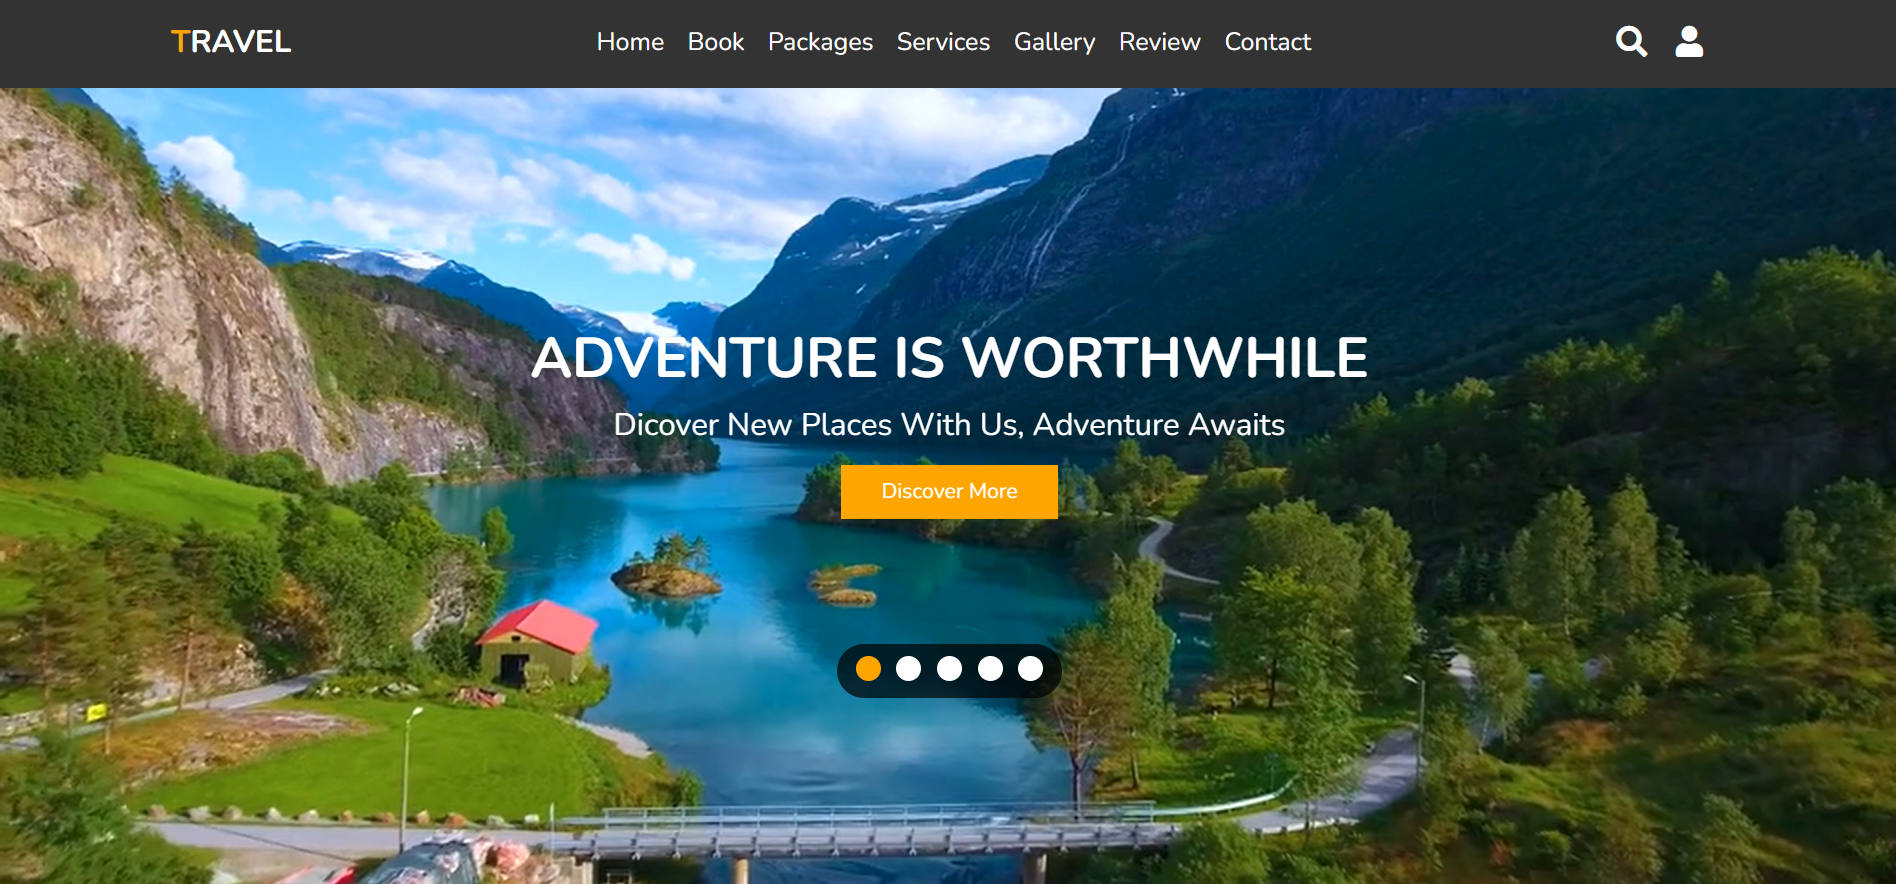 TRAVEL
Home Book Packages Services Gallery Review Contact
ADVENTURE IS WORTHWHILE
Dicover New Places With Us, Adventure Awaits
Discover More